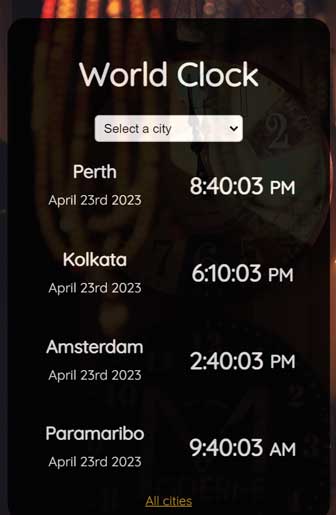 World Clock
Select a city
Perth
April 23rd 2023
8:40:03 PM
Kolkata
April 23rd 2023
6:10:03 PM
Amsterdam
April 23rd 2023
2:40:03 PM
Paramaribo
April 23rd 2023
9:40:03 AM
All cities